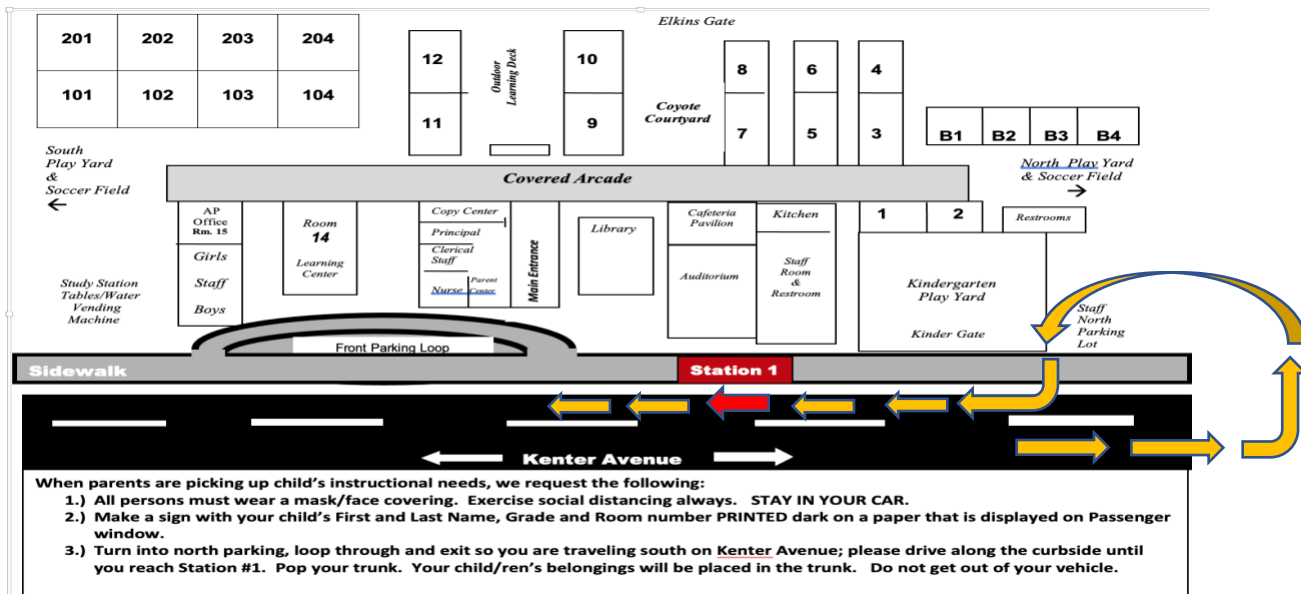 Elkins Gate
201 202 203 204
101 102 103 104
12
11
Outdoor
Learning Deck
10
9
Coyote
Courtyard
8
7
6
5
4
3
B1 B2 B3 B4
South
Play Yard
&
Soccer Field
North Play Yard
& Soccer Field
Covered Arcade
AP
Office
Rm. 15
Girls
Staff
Boys
Room
14
Learning
Center
Copy Center
Principal
Clerical
Staff
Nurse
Parent
Center
Main Entrance
Library
Cafeteria
Pavilion
Auditorium
Kitchen
Staff
Room
&
Restroom
1
2
Restrooms
Kindergarten
Play Yard
Kinder Gate
Study Station
Tables/Water
Vending
Machine
Staff
North
Parking
Lot
Front Parking Loop
Sidewalk
Station 1
Kenter Avenue
When parents are picking up child's instructional needs, we request the following:
1.) All persons must wear a mask/face covering. Exercise social distancing always. STAY IN YOUR CAR.
2.) Make a sign with your child's First and Last Name, Grade and Room number PRINTED dark on a paper that is displayed on Passenger
window.
3.) Turn into north parking, loop through and exit so you are traveling south on Kenter Avenue; please drive along the curbside until
you reach Station #1. Pop your trunk. Your child/ren's belongings will be placed in the trunk. Do not get out of your vehicle.